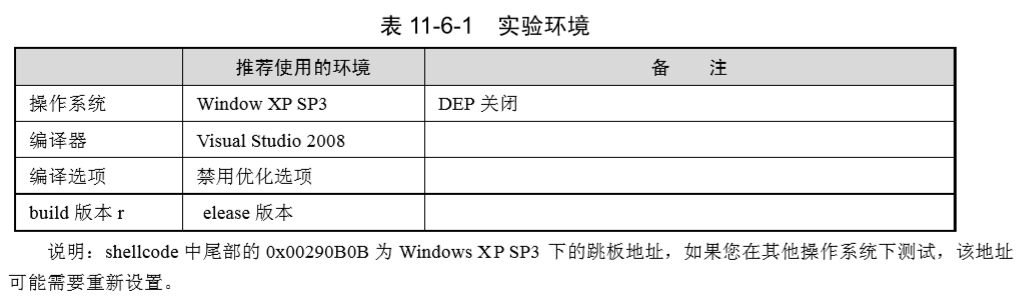 表 11-6-1 实验环境
推荐使用的环境 备 注
操作系统 Window XP SP3 DEP 关闭
编译器 Visual Studio 2008
编译选项 禁用优化选项
build 版本 r elease 版本
说明：shellcode 中尾部的 0x00290B0B 为 Windows XP SP3 下的跳板地址，如果您在其他操作系统下测试，该地址
可能需要重新设置。